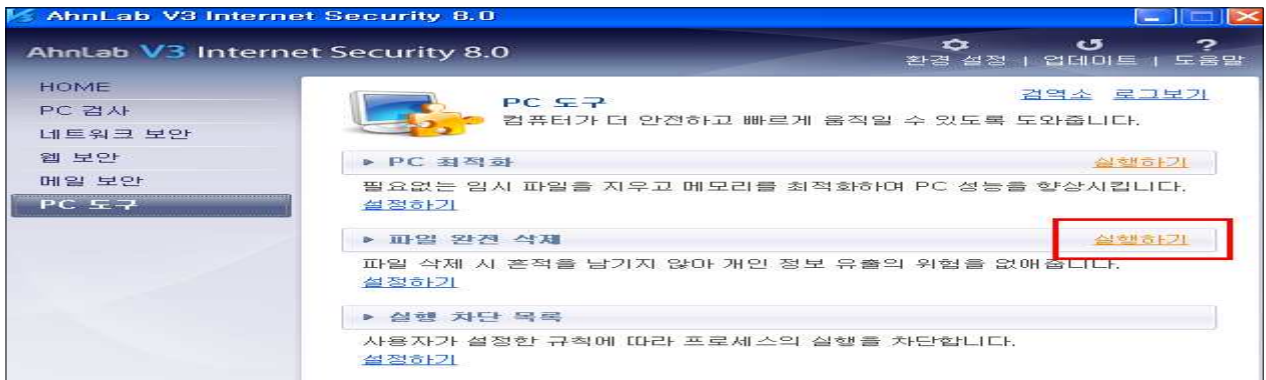 AhnLab V3 Internet Security 8.0
AhnLab V3 Internet Security 8.0
환경 설정 | 업데이트 | 도움말
HOME
PC 검사
네트워크 보안
웹 보안
메일 보안
PC 도구
검역소 로그보기
PC 도구
컴퓨터가 더 안전하고 빠르게 움직일 수 있도록 도와줍니다.
PC 최적화 실행하기
필요없는 임시 파일을 지우고 메모리를 최적화하며 PC 성능을 향상시킵니다.
설정하기
파일 완전 삭제 실행하기
파일 삭제 시 흔적을 남기지 않아 개인 정보 유출의 위험을 없애줍니다.
설정하기
실행 차단 목록
사용자가 설정한 규칙에 따라 프로세스의 실행을 차단합니다.
설정하기